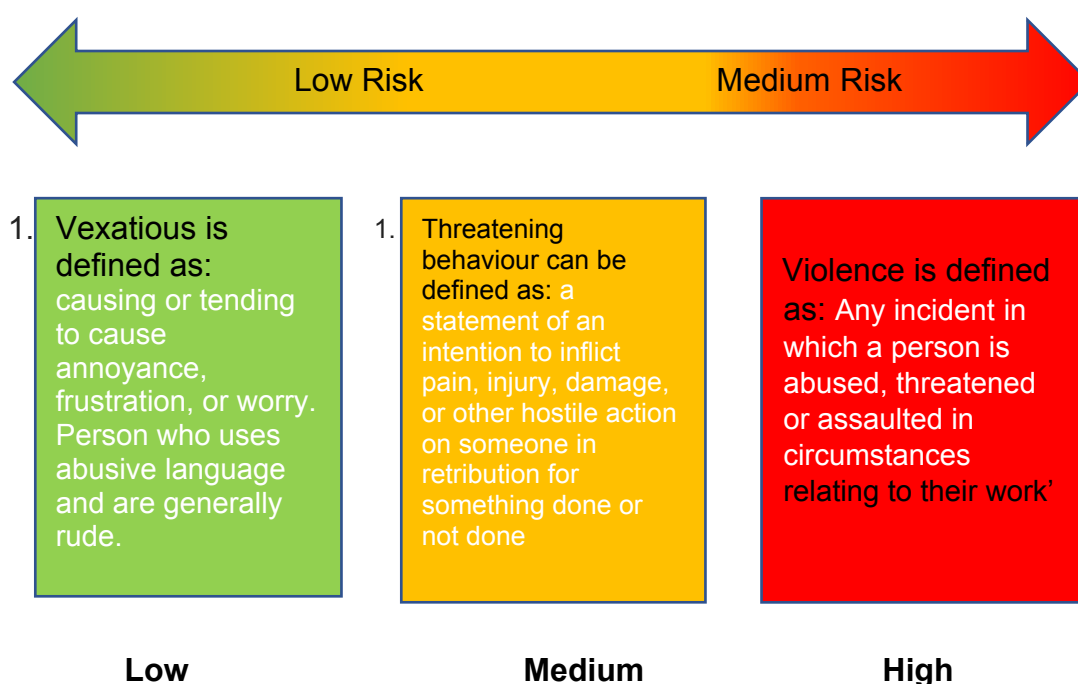 Low Risk
Medium Risk
1.
Vexatious is
defined as:
causing or tending
to cause
annoyance,
frustration, or worry.
Person who uses
abusive language
and are generally
rude.
1.
Threatening
behaviour can be
defined as: a
statement of an
intention to inflict
pain, injury, damage,
or other hostile action
on someone in
retribution for
something done or
not done
Violence is defined
as: Any incident in
which a person is
abused, threatened
or assaulted in
circumstances
relating to their work’
Low
Medium
High